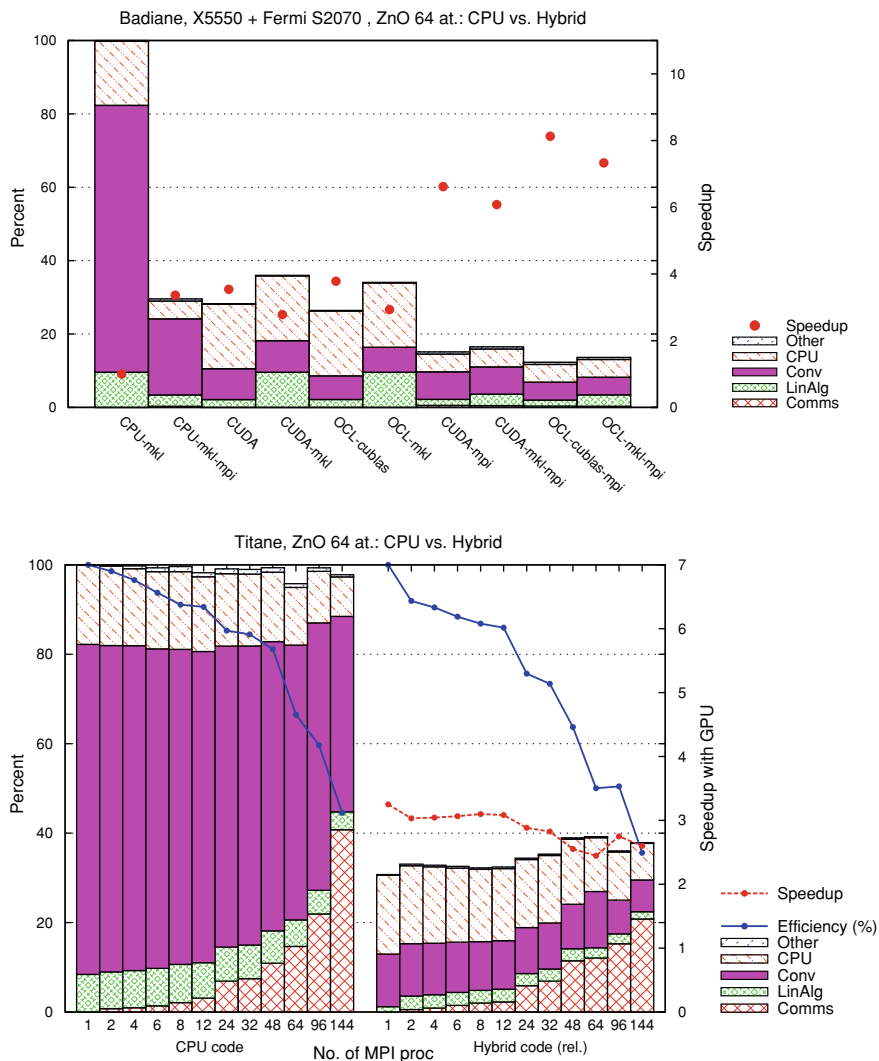 Badiane, X5550 + Fermi S2070 , ZnO 64 at.: CPU vs. Hybrid
100
80
60
40
20
0
Percent
10
8
6
4
2
0
Speedup
Speedup
Other
CPU
Conv
LinAlg
Comms
CPU-mkl
CPU-mkl-mpi
CUDA
CUDA-mkl
OCL-cublas
OCL-mkl
CUDA-mpi
CUDA-mkl-mpi
OCL-cublas-mpi
OCL-mkl-mpi
Titane, ZnO 64 at.: CPU vs. Hybrid
100
80
60
40
20
0
Percent
7
6
5
4
3
2
1
0
Speedup with GPU
Speedup
Efficiency (%)
Other
CPU
Conv
LinAlg
Comms
1 2 4 6 8 12 24 32 48 64 96 144 1 2 4 6 8 12 24 32 48 64 96 144
CPU code No. of MPI proc Hybrid code (rel.)